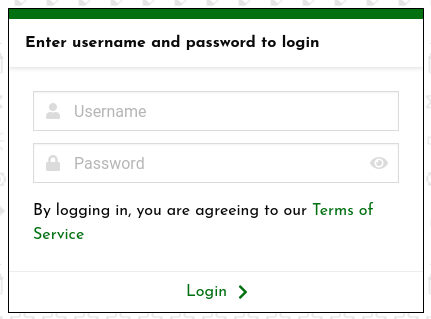 Enter username and password to login
Username
Password
By logging in, you are agreeing to our Terms of
Service
Login